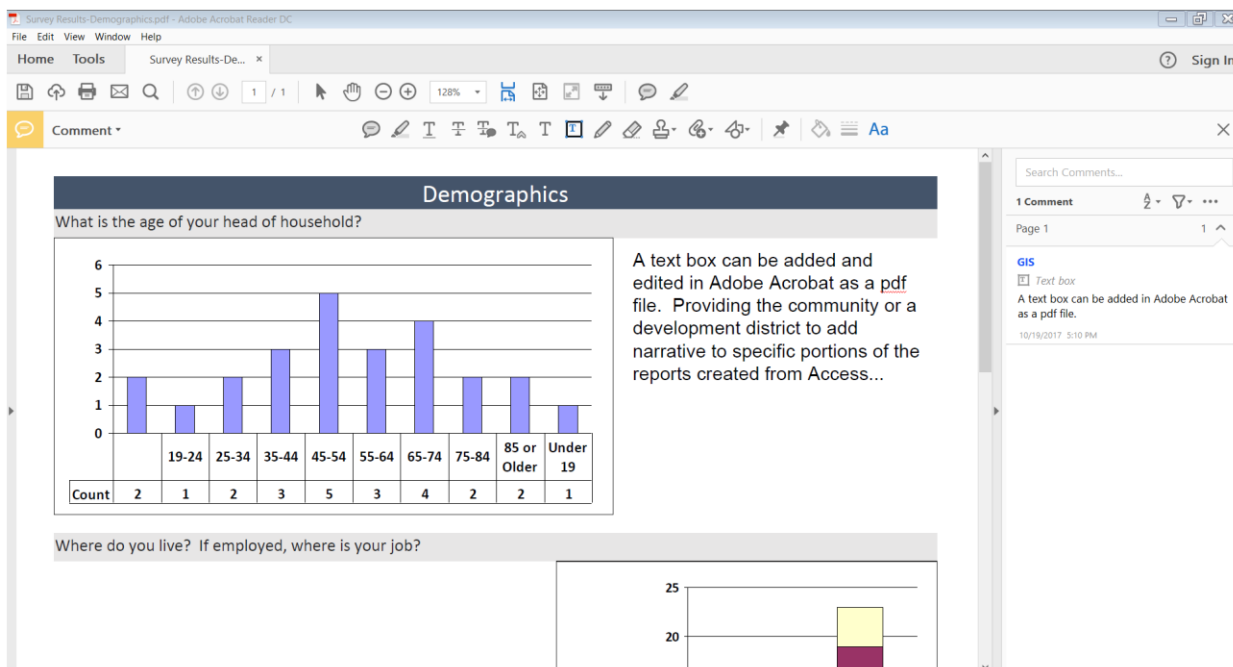 Survey Results-Demographics.pdf - Adobe Acrobat Reader DC
File Edit View Window Help
Home Tools Survey Results-De... × ? Sign In
1 / 1 128%
Comment
Aa
Demographics
What is the age of your head of household?
6
5
4
3
2
1
0
19-24 25-34 35-44 45-54 55-64 65-74 75-84 85 or Older Under 19
Count 2 1 2 3 5 3 4 2 2 1
A text box can be added and
edited in Adobe Acrobat as a pdf
file.  Providing the community or a
development district to add
narrative to specific portions of the
reports created from Access...
Where do you live?  If employed, where is your job?
25
20
Search Comments...
1 Comment
Page 1 1
GIS
Text box
A text box can be added in Adobe Acrobat
as a pdf file.
10/19/2017 5:10 PM